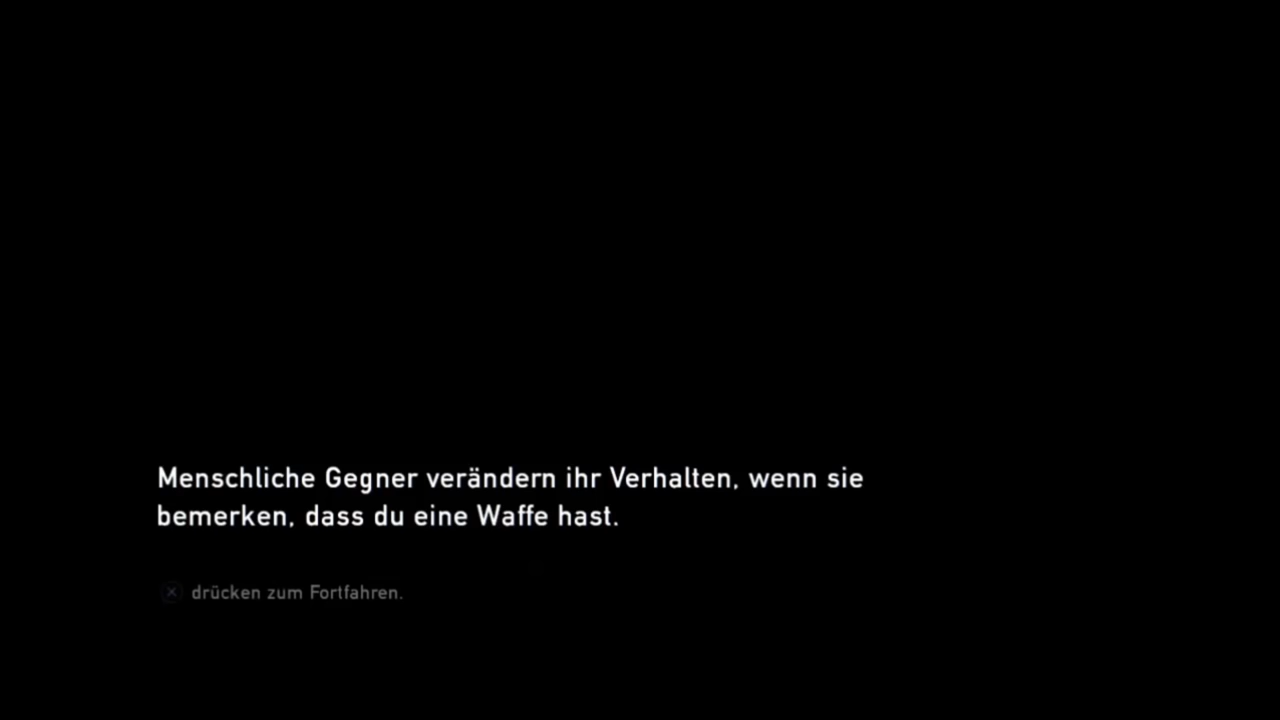 Menschliche Gegner verändern ihr Verhalten, wenn sie
bemerken, dass du eine Waffe hast.
drücken zum Fortfahren.